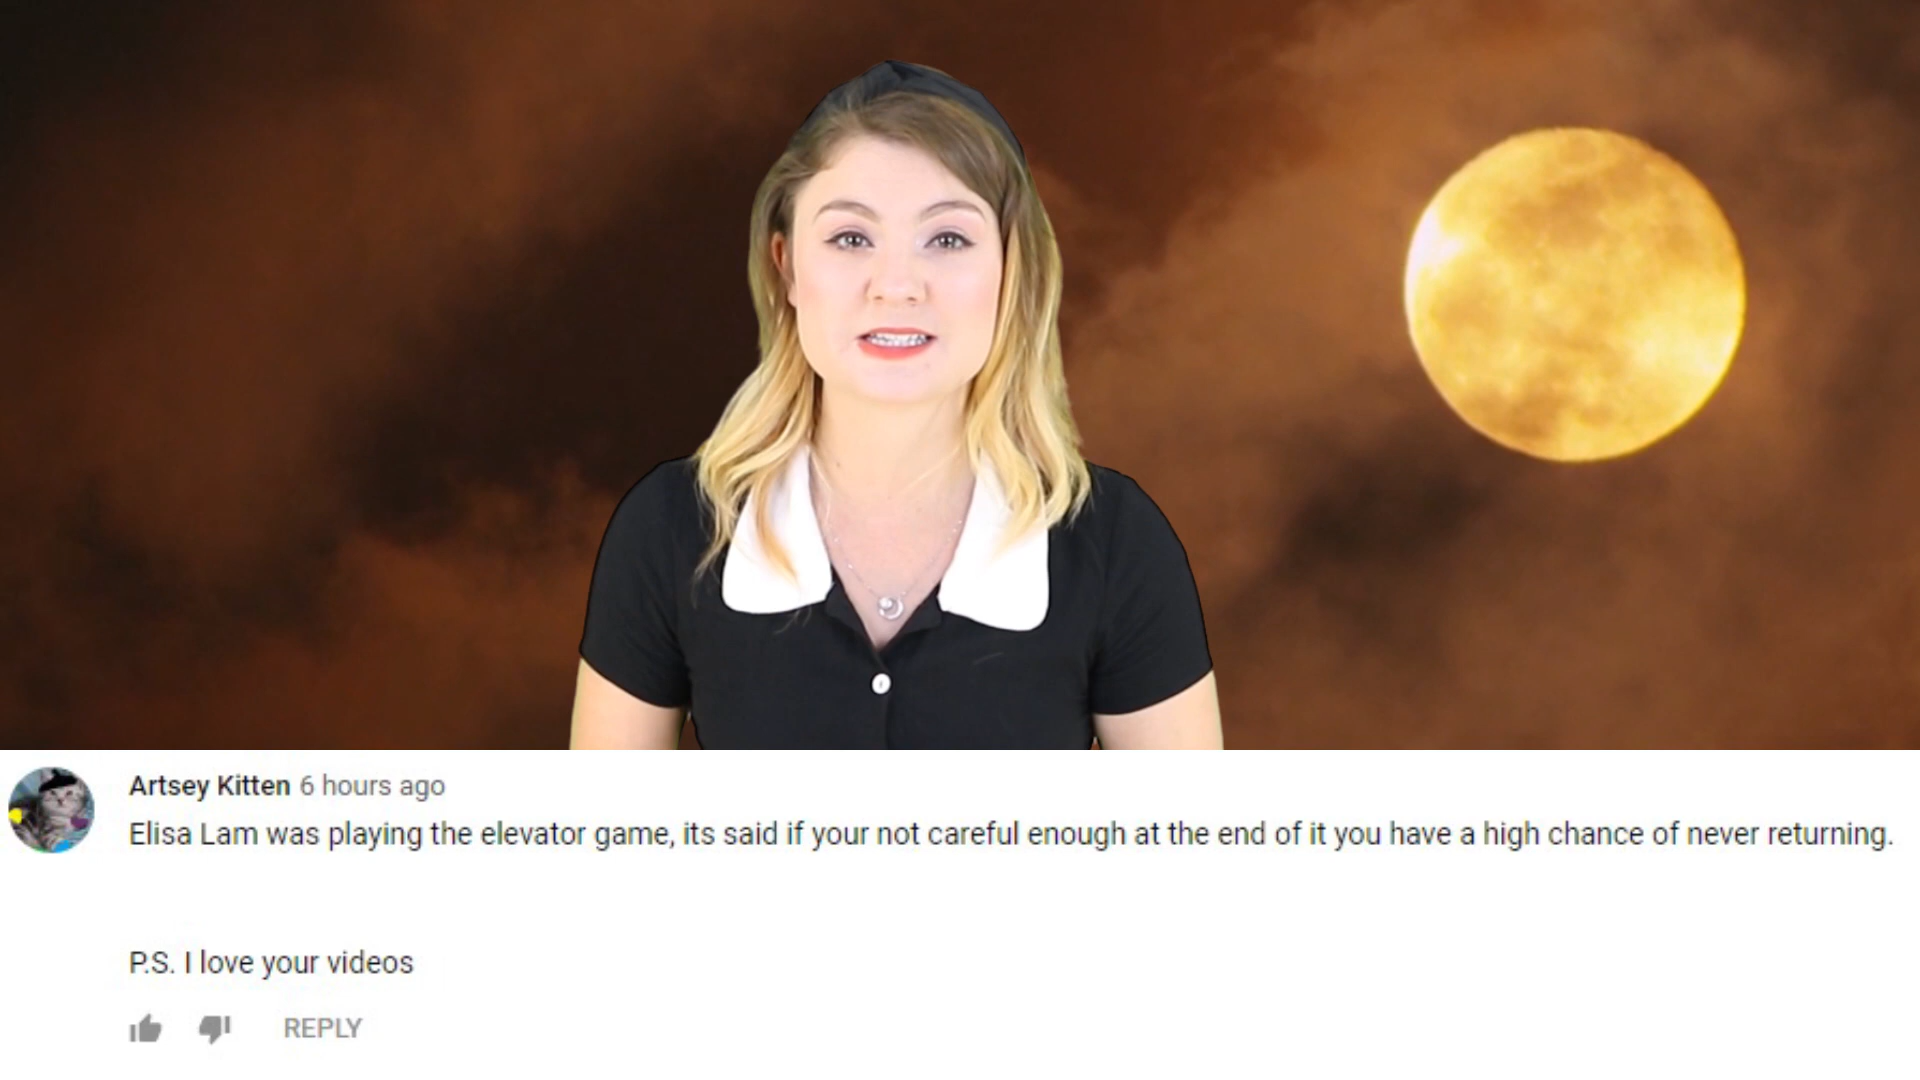 Artsey Kitten 6 hours ago
Elisa Lam was playing the elevator game, its said if your not careful enough at the end of it you have a high chance of never returning.
P.S. I love your videos
REPLY